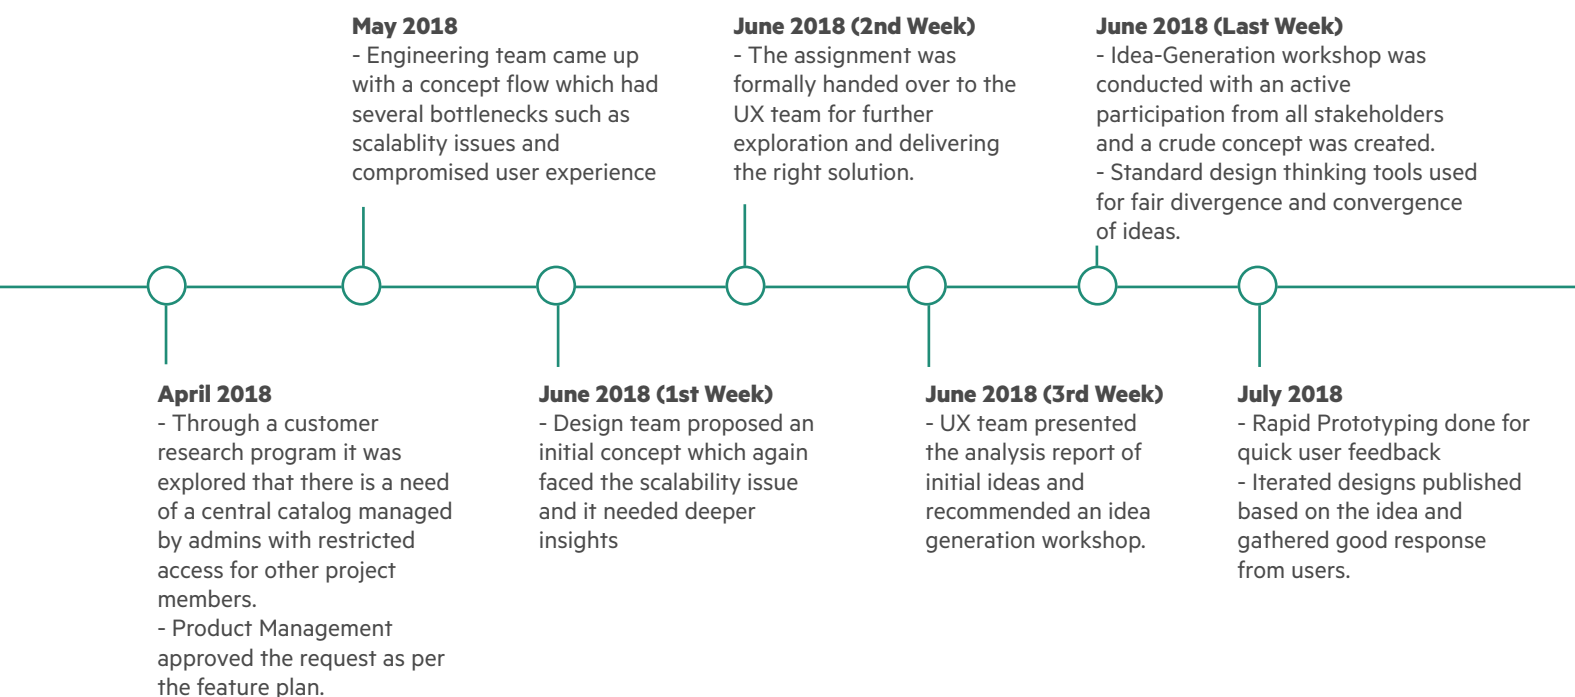 May 2018
- Engineering team came up
with a concept flow which had
several bottlenecks such as
scalablity issues and
compromised user experience
June 2018 (2nd Week)
- The assignment was
formally handed over to the
UX team for further
exploration and delivering
the right solution.
June 2018 (Last Week)
- Idea-Generation workshop was
conducted with an active
participation from all stakeholders
and a crude concept was created.
- Standard design thinking tools used
for fair divergence and convergence
of ideas.
April 2018
- Through a customer
research program it was
explored that there is a need
of a central catalog managed
by admins with restricted
access for other project
members.
- Product Management
approved the request as per
the feature plan.
June 2018 (1st Week)
- Design team proposed an
initial concept which again
faced the scalability issue
and it needed deeper
insights
June 2018 (3rd Week)
- UX team presented
the analysis report of
initial ideas and
recommended an idea
generation workshop.
July 2018
- Rapid Prototyping done for
quick user feedback
- Iterated designs published
based on the idea and
gathered good response
from users.